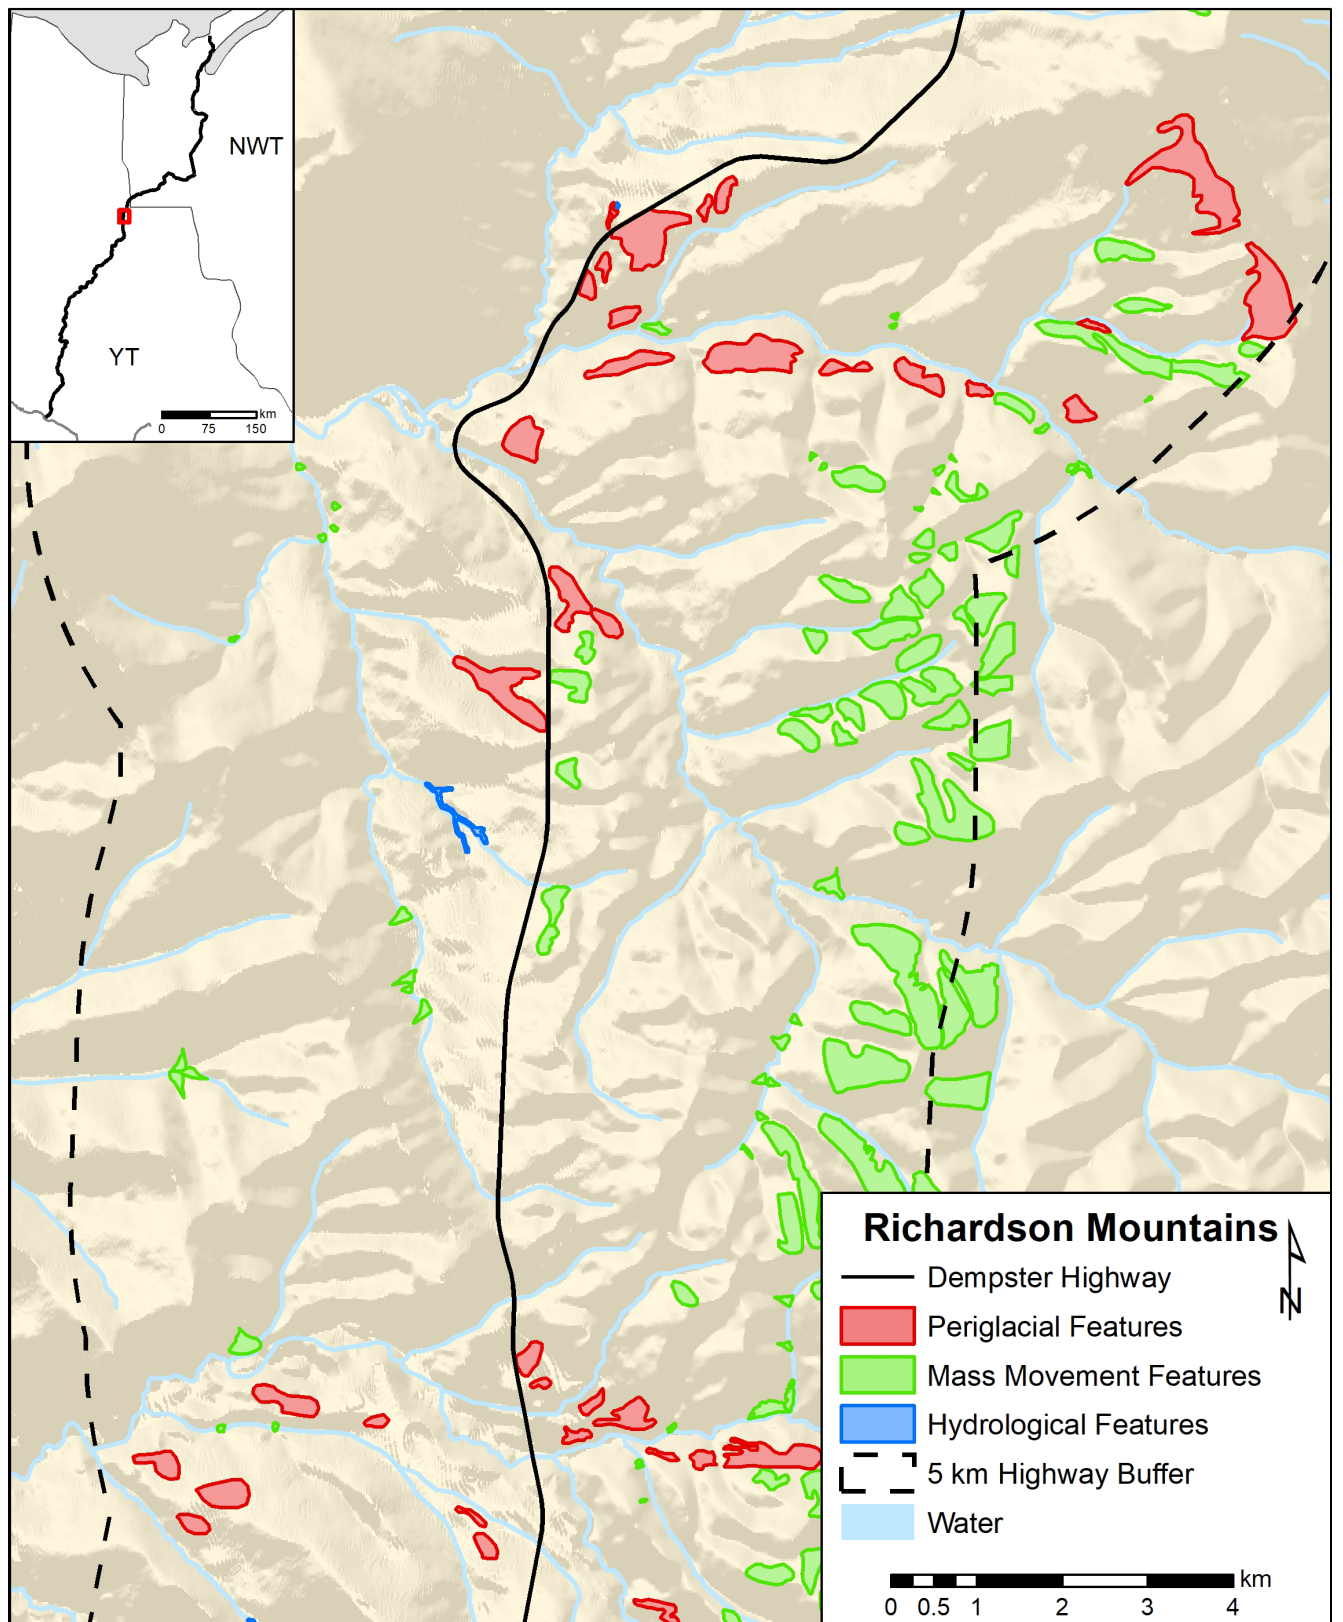 NWT
YT
km
0 75 150
Richardson Mountains
Dempster Highway
Periglacial Features
Mass Movement Features
Hydrological Features
5 km Highway Buffer
Water
N
km
0 0.5 1 2 3 4